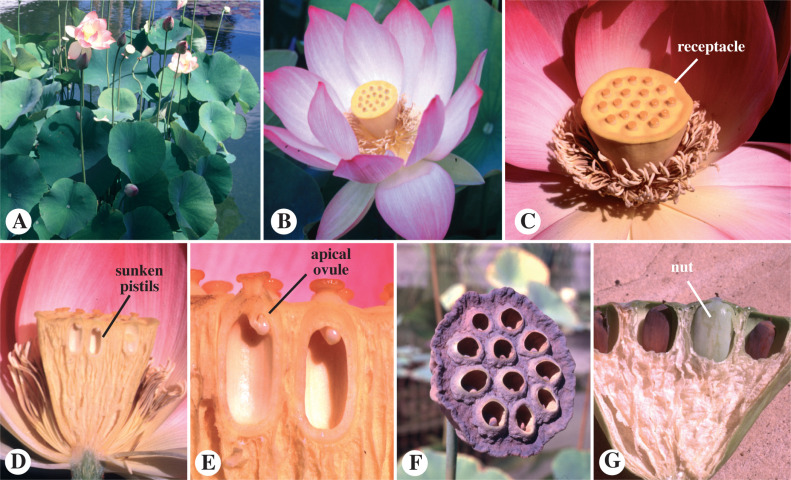 A
B
receptacle
C
sunken
pistils
D
apical
ovule
E
F
nut
G